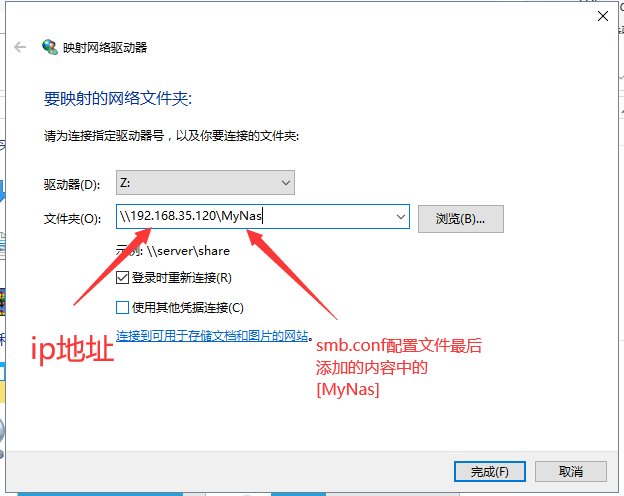 映射网络驱动器
要映射的网络文件夹:
请为连接指定驱动器号，以及你要连接的文件夹:
驱动器(D): Z:
文件夹(O): \\192.168.35.120\MyNas 浏览(B)...
示例: \\server\share
登录时重新连接(R)
使用其他凭据连接(C)
连接到可用于存储文档和图片的网站。
ip地址
smb.conf配置文件最后
添加的内容中的
[MyNas]
完成(F) 取消